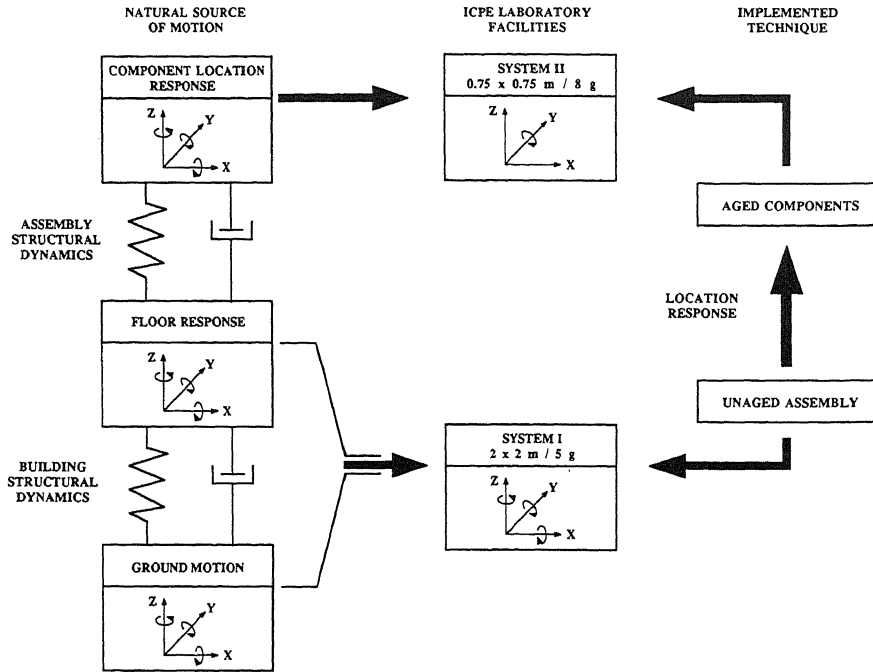 NATURAL SOURCE
OF MOTION
ICPE LABORATORY
FACILITIES
IMPLEMENTED
TECHNIQUE
COMPONENT LOCATION
RESPONSE
Z
Y
X
SYSTEM II
0.75 x 0.75 m / 8 g
Z
Y
X
AGED COMPONENTS
ASSEMBLY
STRUCTURAL
DYNAMICS
LOCATION
RESPONSE
FLOOR RESPONSE
Z
Y
X
UNAGED ASSEMBLY
BUILDING
STRUCTURAL
DYNAMICS
SYSTEM I
2 x 2 m / 5 g
Z
Y
X
GROUND MOTION
Z
Y
X